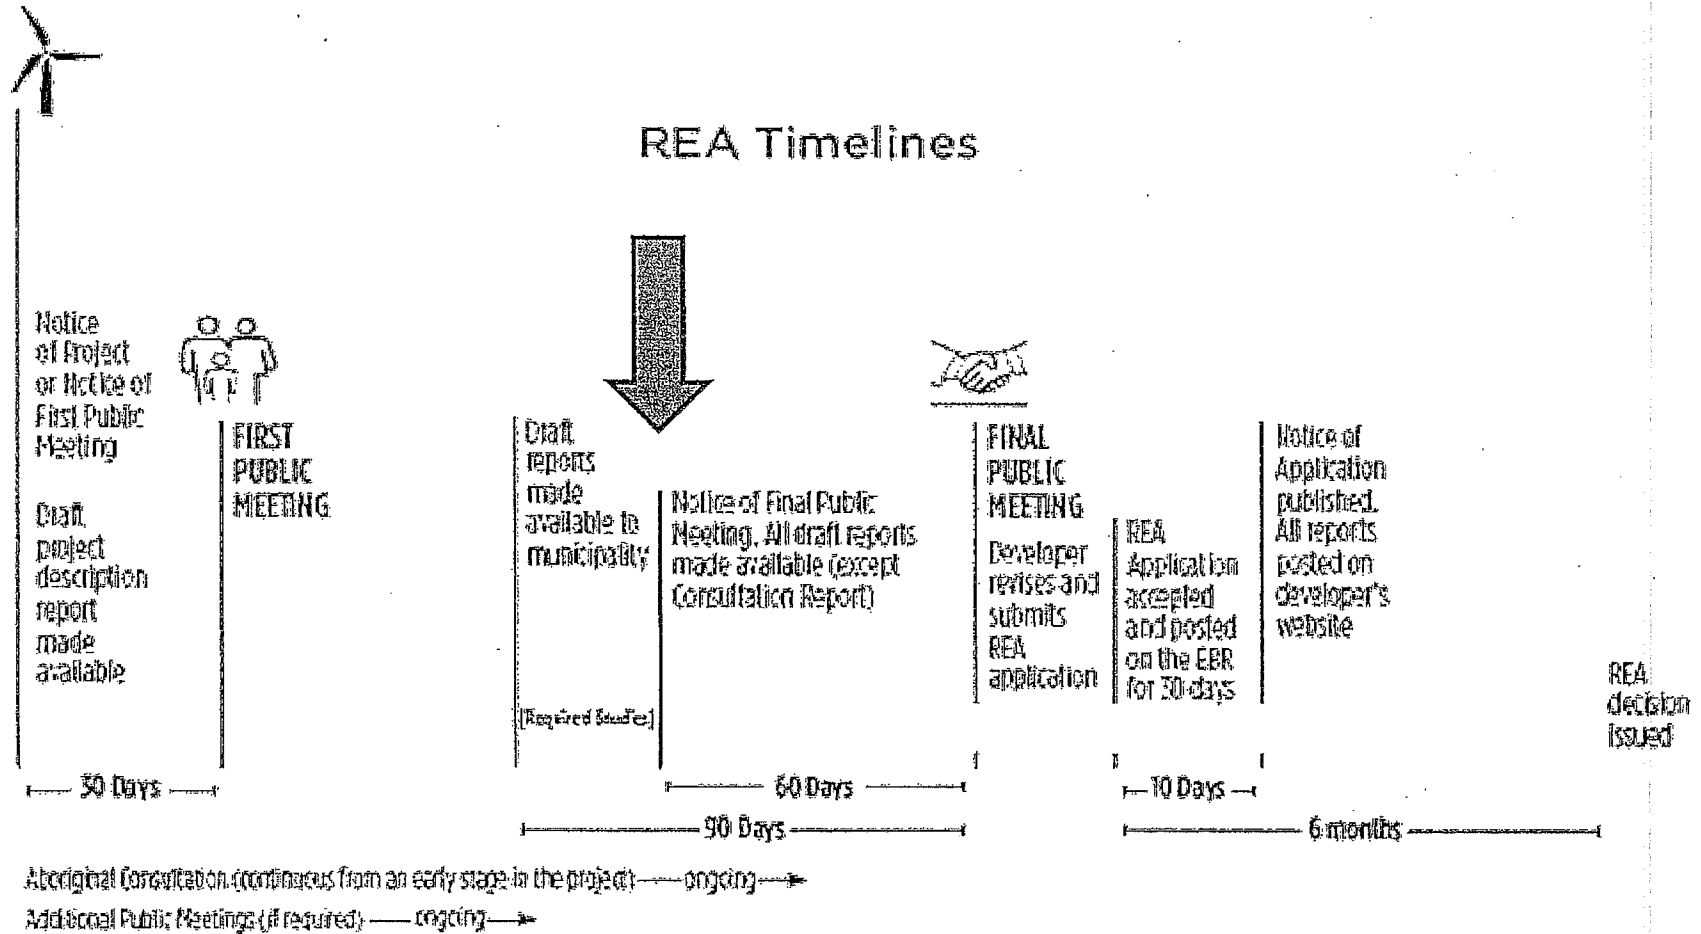 REA Timelines
Notice
of Project
or Notice of
First Public
Meeting
Draft
project
description
report
made
available
FIRST
PUBLIC
MEETING
Draft
reports
made
available to
municipality
[Required Studies]
Notice of Final Public
Meeting. All draft reports
made available (except
Consultation Report)
FINAL
PUBLIC
MEETING
Developer
revises and
submits
REA
application
REA
Application
accepted
and posted
on the EBR
for 30-days
Notice of
Application
published.
All reports
posted on
developer's
website
REA
decision
issued
30 Days
60 Days
10 Days
90 Days
6 months
Aboriginal Consultation (continuous from an early stage in the project) ongoing
Additional Public Meetings (if required) ongoing